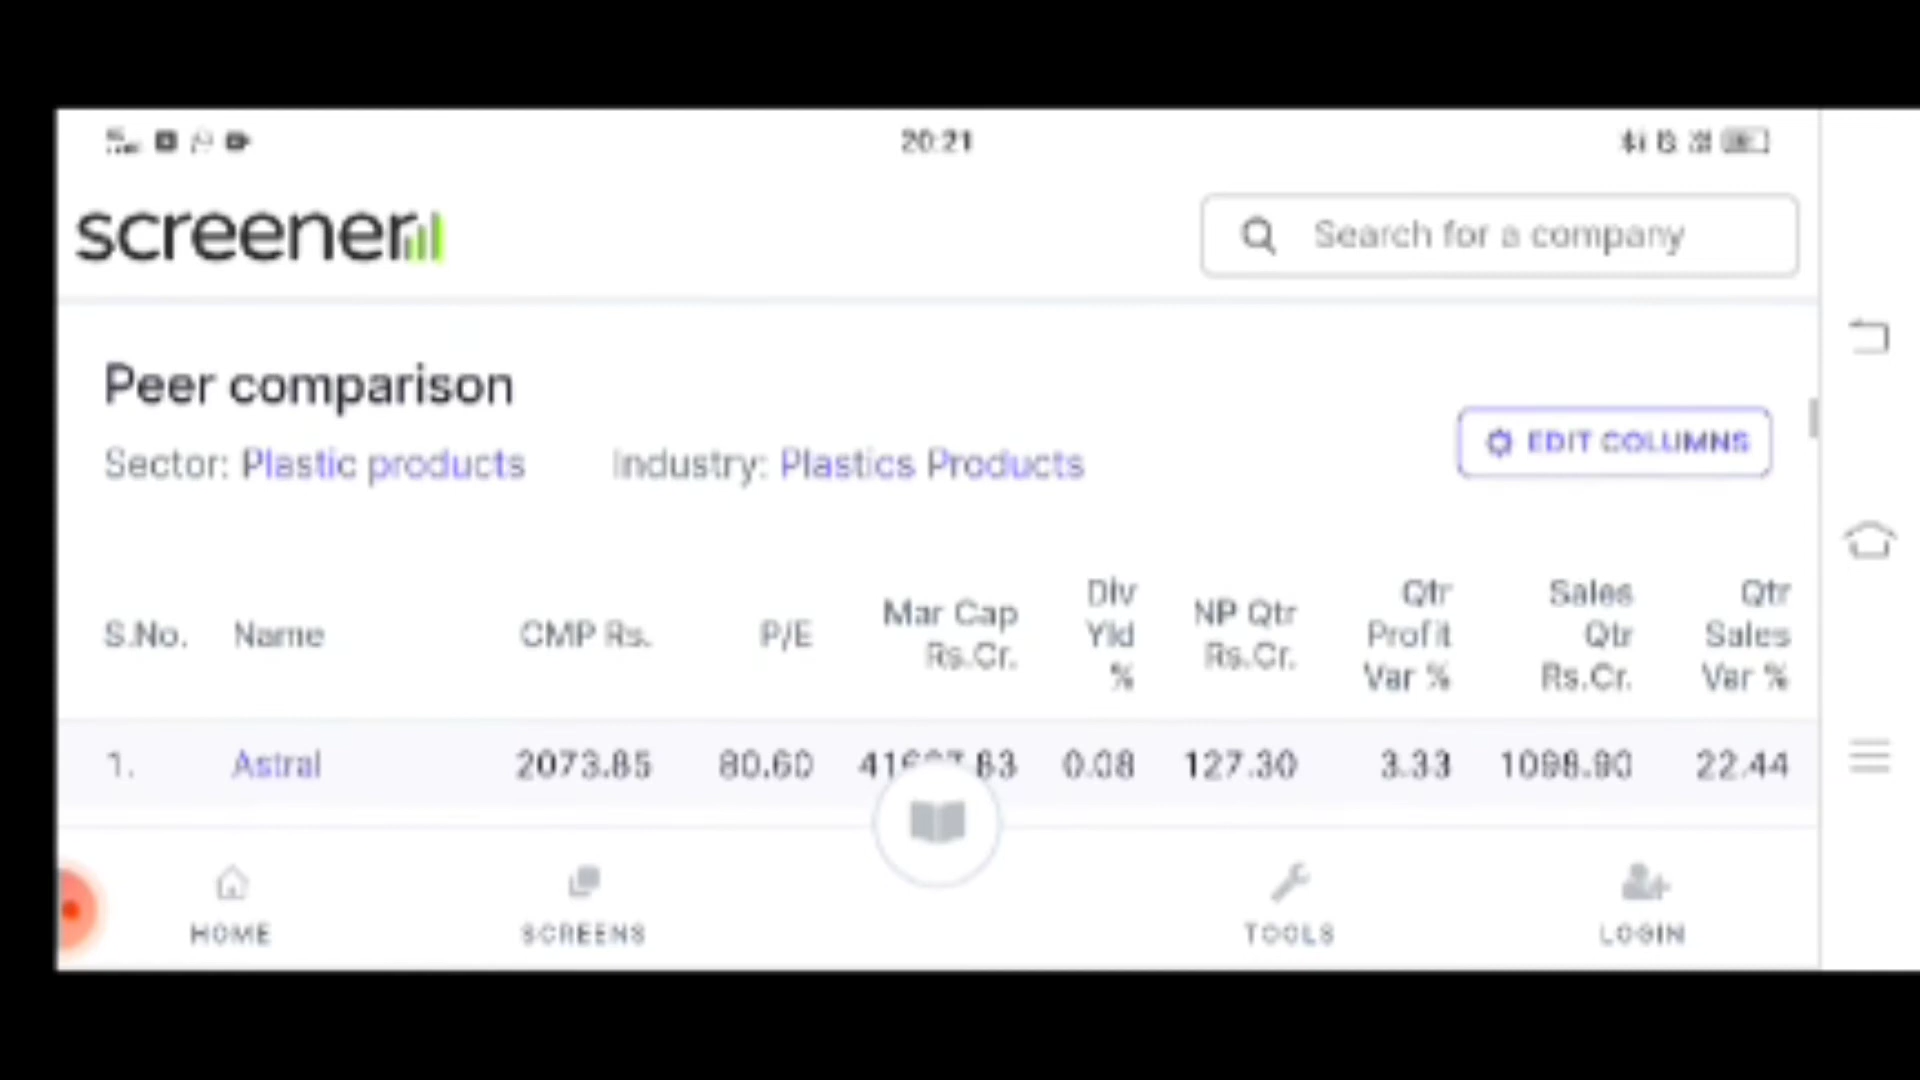 20:21
screener
Search for a company
Peer comparison
Sector: Plastic products Industry: Plastics Products
EDIT COLUMNS
S.No. Name CMP Rs. P/E Mar Cap Rs.Cr. Div Yld % NP Qtr Rs.Cr. Qtr Profit Var % Sales Qtr Rs.Cr. Qtr Sales Var %
1. Astral 2073.85 80.60 0.08 127.30 3.33 1098.90 22.44
HOME SCREENS TOOLS LOGIN